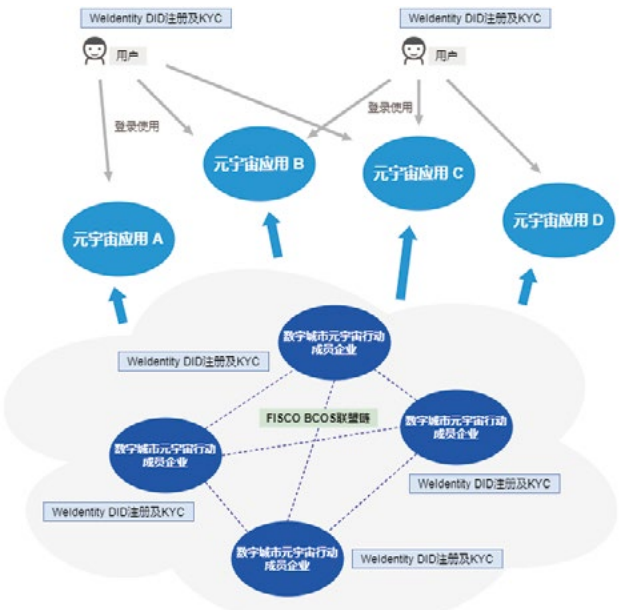 WeIdentity DID注册及KYC
WeIdentity DID注册及KYC
用户
用户
登录使用
登录使用
元宇宙应用 B
元宇宙应用 C
元宇宙应用 A
元宇宙应用 D
数字城市元宇宙行动
成员企业
WeIdentity DID注册及KYC
FISCO BCOS联盟链
数字城市元宇宙行动
成员企业
数字城市元宇宙行动
成员企业
WeIdentity DID注册及KYC
WeIdentity DID注册及KYC
数字城市元宇宙行动
成员企业
WeIdentity DID注册及KYC